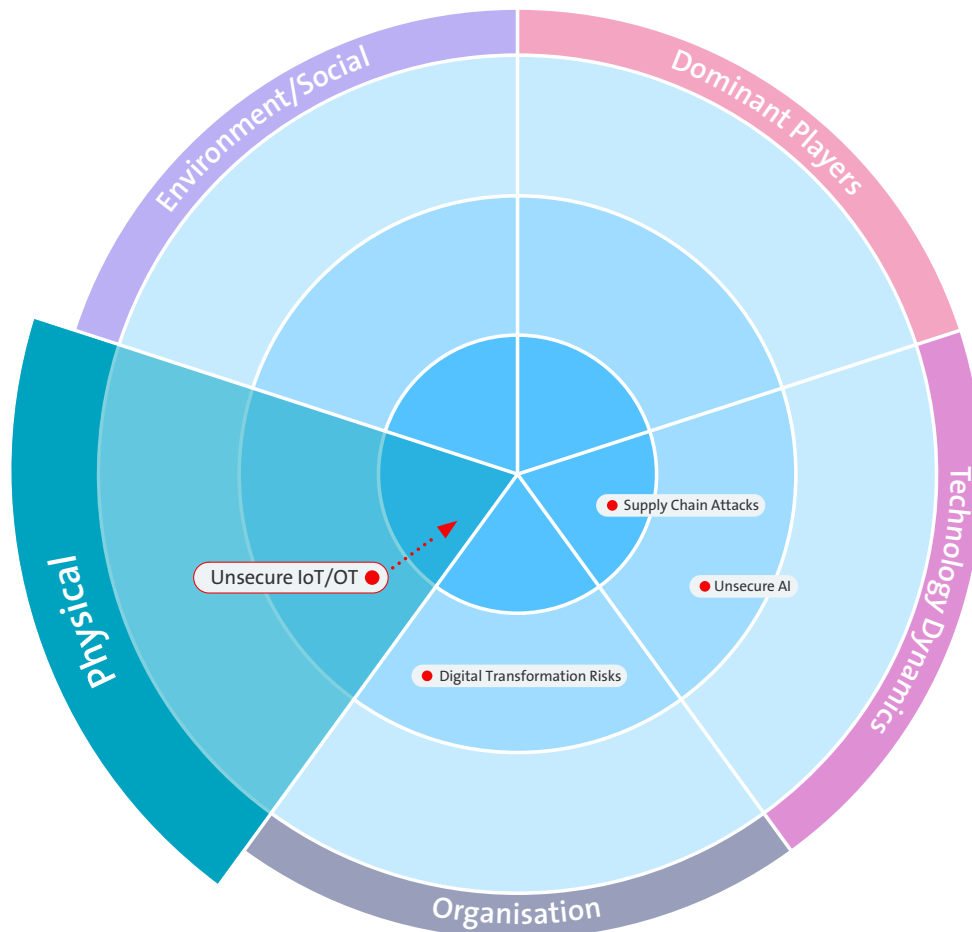 Environment/Social
Dominant Players
Supply Chain Attacks
Unsecure IoT/OT
Unsecure AI
Technology Dynamics
Physical
Digital Transformation Risks
Organisation